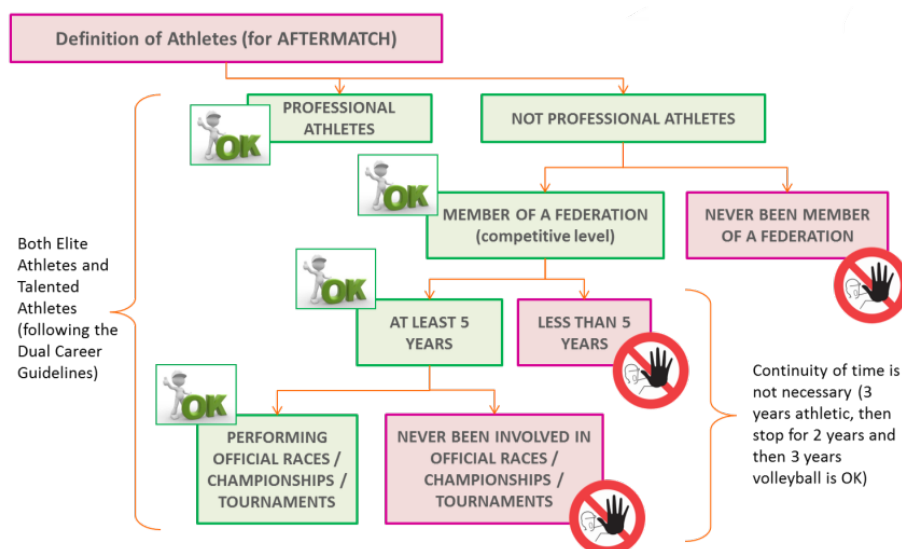 Definition of Athletes (for AFTERMATCH)
PROFESSIONAL
ATHLETES
NOT PROFESSIONAL ATHLETES
OK
OK
MEMBER OF A FEDERATION
(competitive level)
NEVER BEEN MEMBER
OF A FEDERATION
Both Elite
Athletes and
Talented
Athletes
(following the
Dual Career
Guidelines)
OK
AT LEAST 5
YEARS
LESS THAN 5
YEARS
Continuity of time is
not necessary (3
years athletic, then
stop for 2 years and
then 3 years
volleyball is OK)
OK
PERFORMING
OFFICIAL RACES /
CHAMPIONSHIPS /
TOURNAMENTS
NEVER BEEN INVOLVED IN
OFFICIAL RACES /
CHAMPIONSHIPS /
TOURNAMENTS